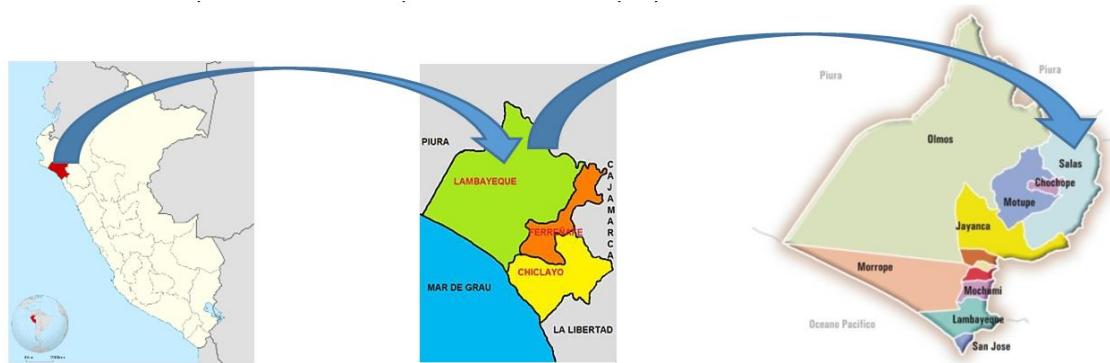 PIURA
LAMBAYEQUE
CAJAMARCA
FERREÑAFE
CHICLAYO
MAR DE GRAU
LA LIBERTAD
Piura
Piura
Olmos
Salas
Chochope
Motupe
Jayanca
Morrope
Mochumi
Oceano Pacifico
Lambayeque
San Jose